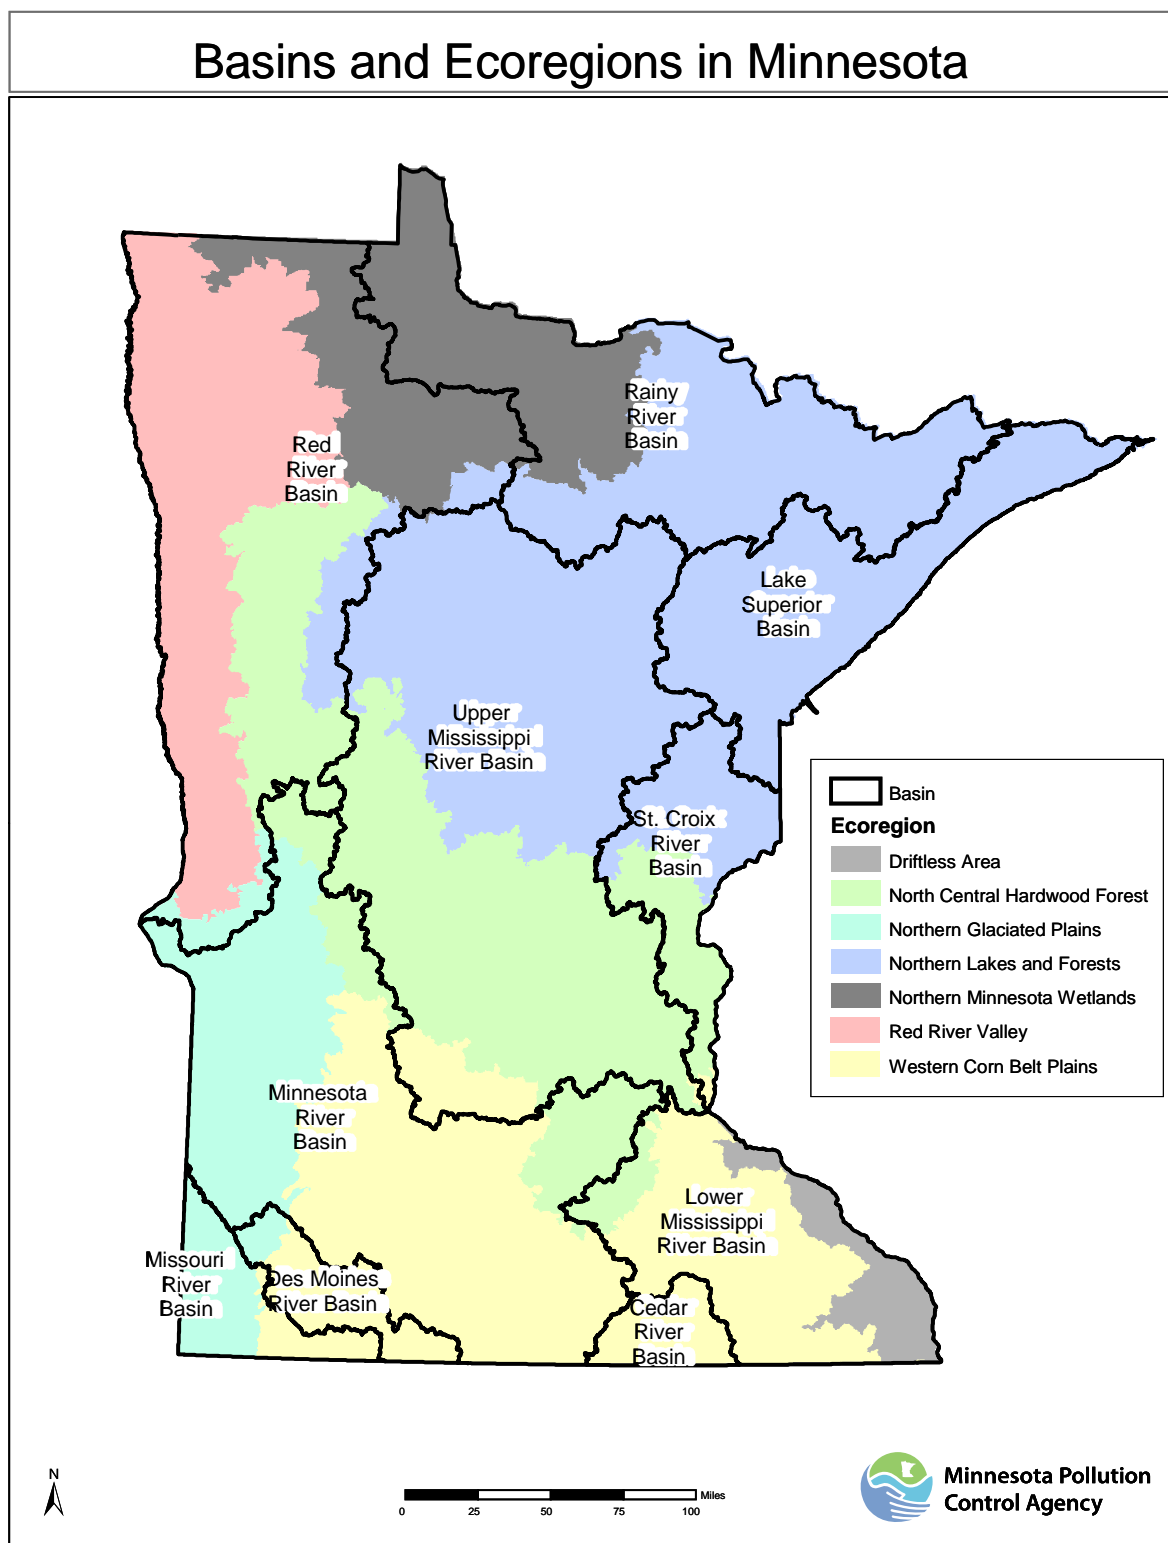 Basins and Ecoregions in Minnesota
Rainy
River
Basin
Red
River
Basin
Lake
Superior
Basin
Upper
Mississippi
River Basin
St. Croix
River
Basin
Basin
Ecoregion
Driftless Area
North Central Hardwood Forest
Northern Glaciated Plains
Northern Lakes and Forests
Northern Minnesota Wetlands
Red River Valley
Western Corn Belt Plains
Minnesota
River
Basin
Lower
Mississippi
River Basin
Missouri
River
Basin
Des Moines
River Basin
Cedar
River
Basin
N
Miles
0 25 50 75 100
Minnesota Pollution
Control Agency